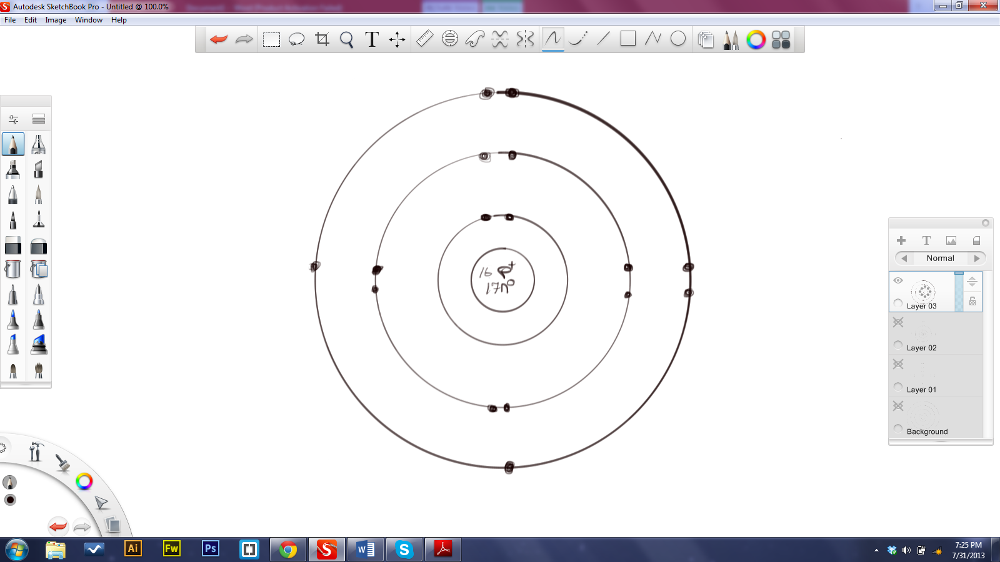 Autodesk SketchBook Pro - Untitled @ 100.0%
File Edit Image Window Help
T
16 P+
17n0
T
Normal
Layer 03
Layer 02
Layer 01
Background
Ai Fw Ps
7:25 PM
7/31/2013